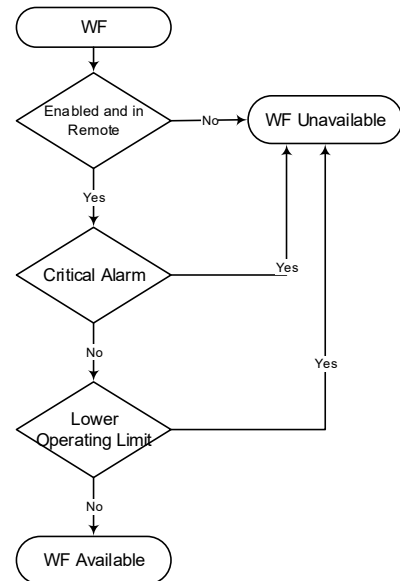 WF
Enabled and in
Remote
No
WF Unavailable
Yes
Critical Alarm
Yes
No
Yes
Lower
Operating Limit
No
WF Available